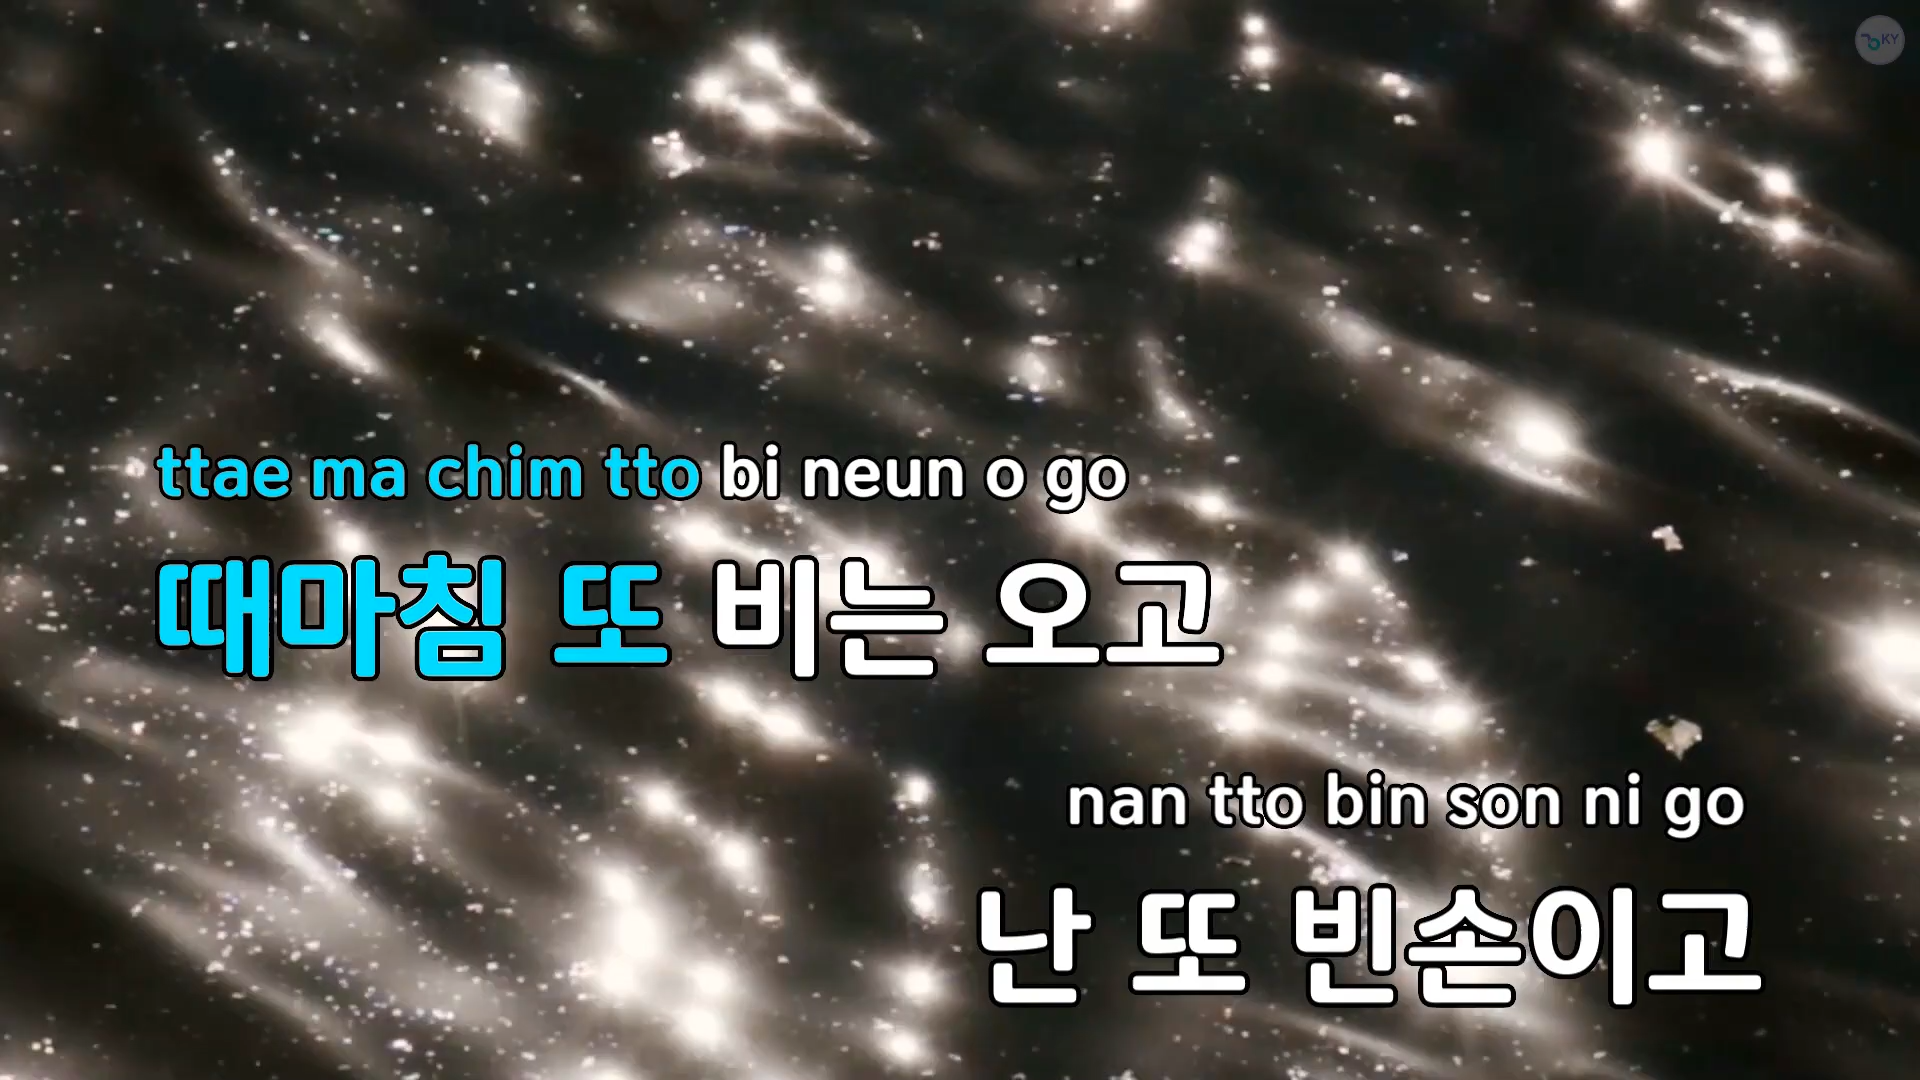 KY
ttae ma chim tto bi neun o go
때마침 또 비는 오고
nan tto bin son ni go
난 또 빈손이고